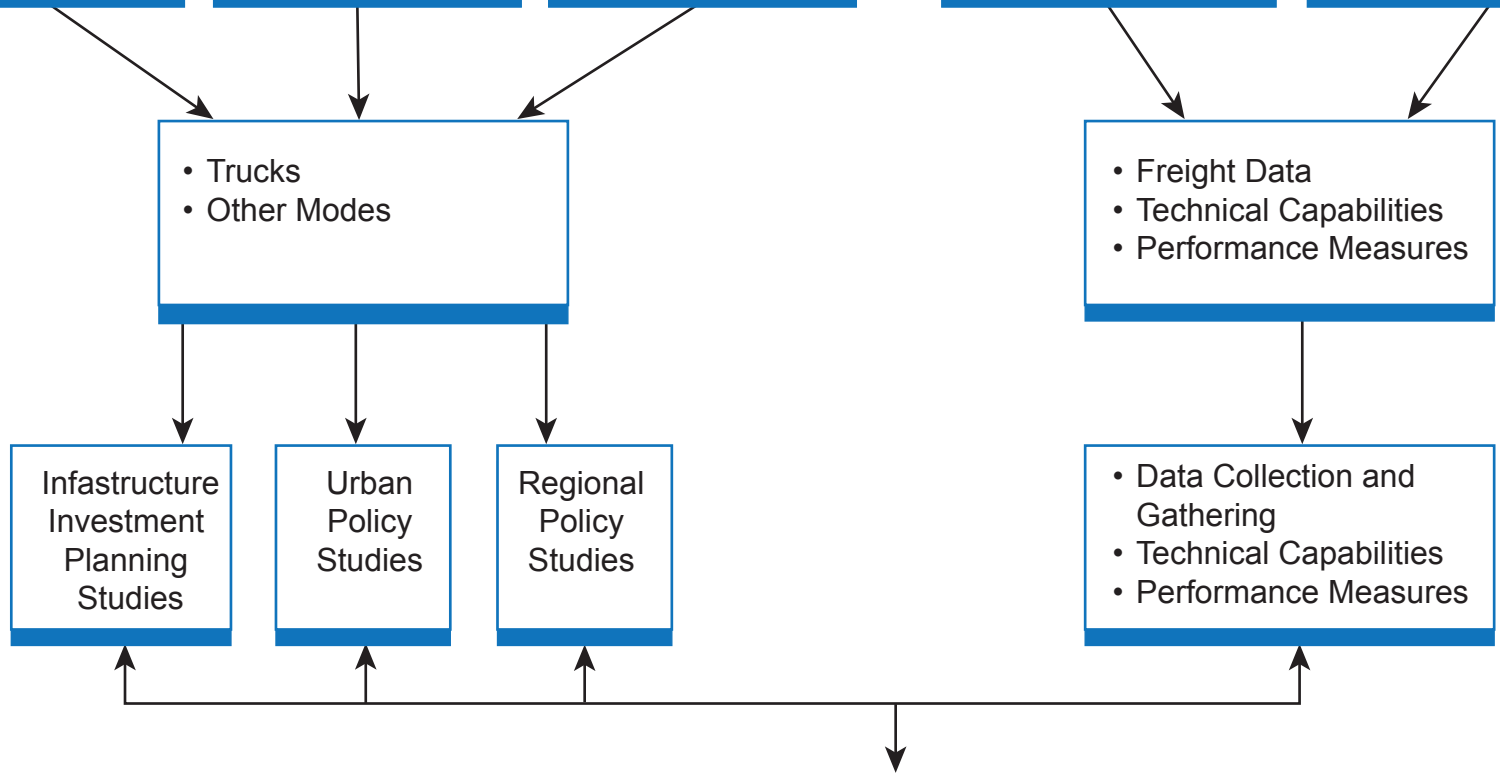 • Trucks
• Other Modes
• Freight Data
• Technical Capabilities
• Performance Measures
Infastructure
Investment
Planning
Studies
Urban
Policy
Studies
Regional
Policy
Studies
• Data Collection and
Gathering
• Technical Capabilities
• Performance Measures